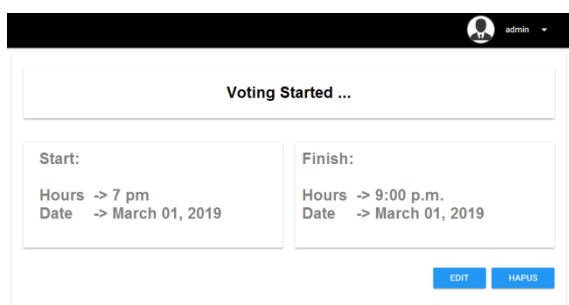 admin
Voting Started ...
Start:
Hours -> 7 pm
Date -> March 01, 2019
Finish:
Hours -> 9:00 p.m.
Date -> March 01, 2019
EDIT
HAPUS